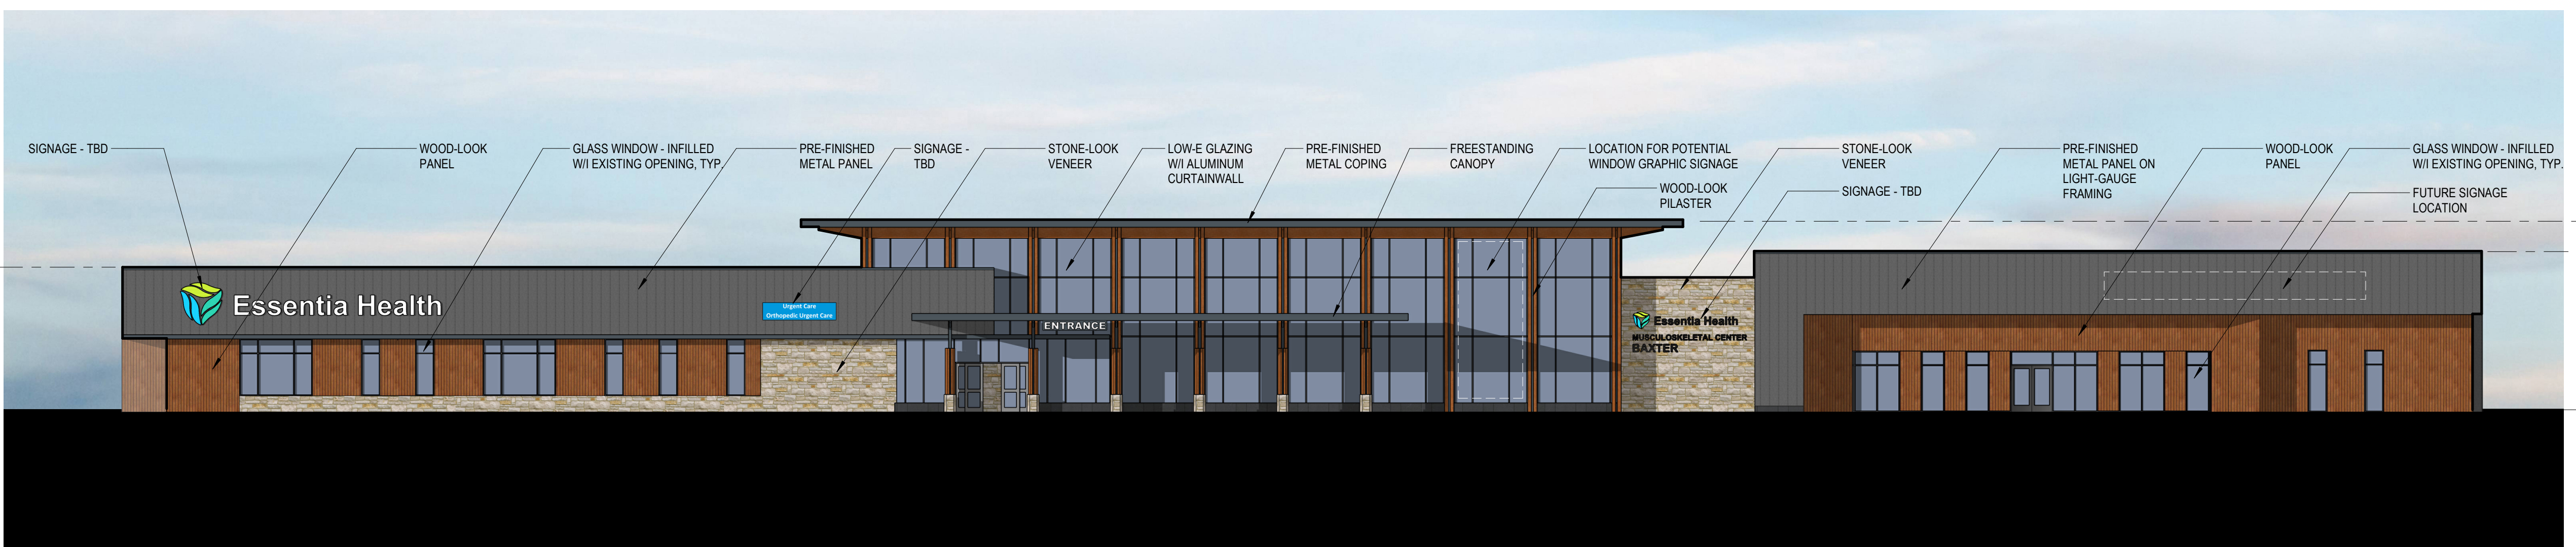 SIGNAGE - TBD
WOOD-LOOK
PANEL
GLASS WINDOW - INFILLED
W/I EXISTING OPENING, TYP.
PRE-FINISHED
METAL PANEL
SIGNAGE -
TBD
STONE-LOOK
VENEER
LOW-E GLAZING
W/I ALUMINUM
CURTAINWALL
PRE-FINISHED
METAL COPING
FREESTANDING
CANOPY
LOCATION FOR POTENTIAL
WINDOW GRAPHIC SIGNAGE
WOOD-LOOK
PILASTER
STONE-LOOK
VENEER
SIGNAGE - TBD
PRE-FINISHED
METAL PANEL ON
LIGHT-GAUGE
FRAMING
WOOD-LOOK
PANEL
GLASS WINDOW - INFILLED
W/I EXISTING OPENING, TYP.
FUTURE SIGNAGE
LOCATION
Essentia Health
Urgent Care
Orthopedic Urgent Care
ENTRANCE
Essentia Health
MUSCULOSKELETAL CENTER
BAXTER